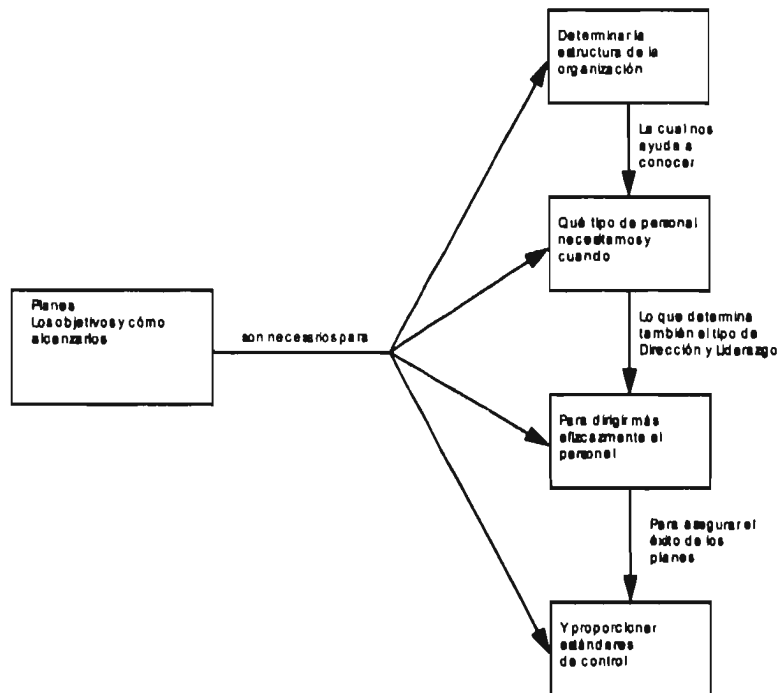 Determinar la
estructura de la
organización
La cual nos
ayuda a
conocer
Qué tipo de personal
necesitamos y
cuando
Planes
Los objetivos y cómo
alcanzarlos
son necesarios para
Lo que determina
también el tipo de
Dirección y Liderazgo
Para dirigir más
eficazmente el
personal
Para asegurar el
éxito de los
planes
Y proporcionar
estándares
de control